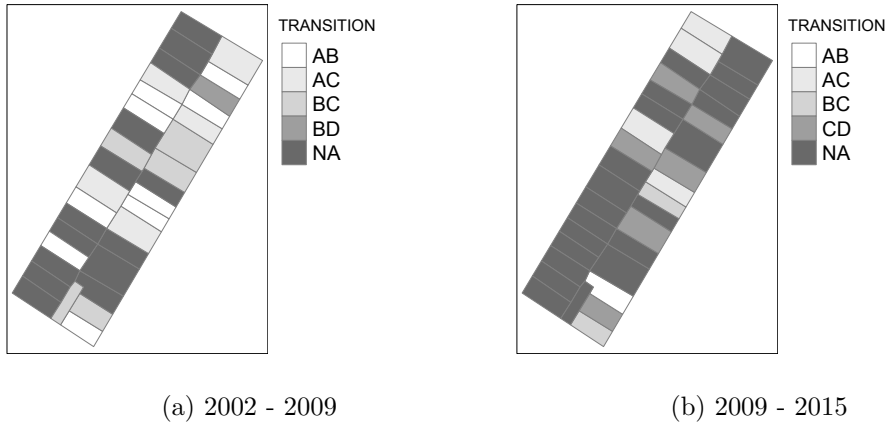 TRANSITION
AB
AC
BC
BD
NA
TRANSITION
AB
AC
BC
CD
NA
(a) 2002 - 2009
(b) 2009 - 2015